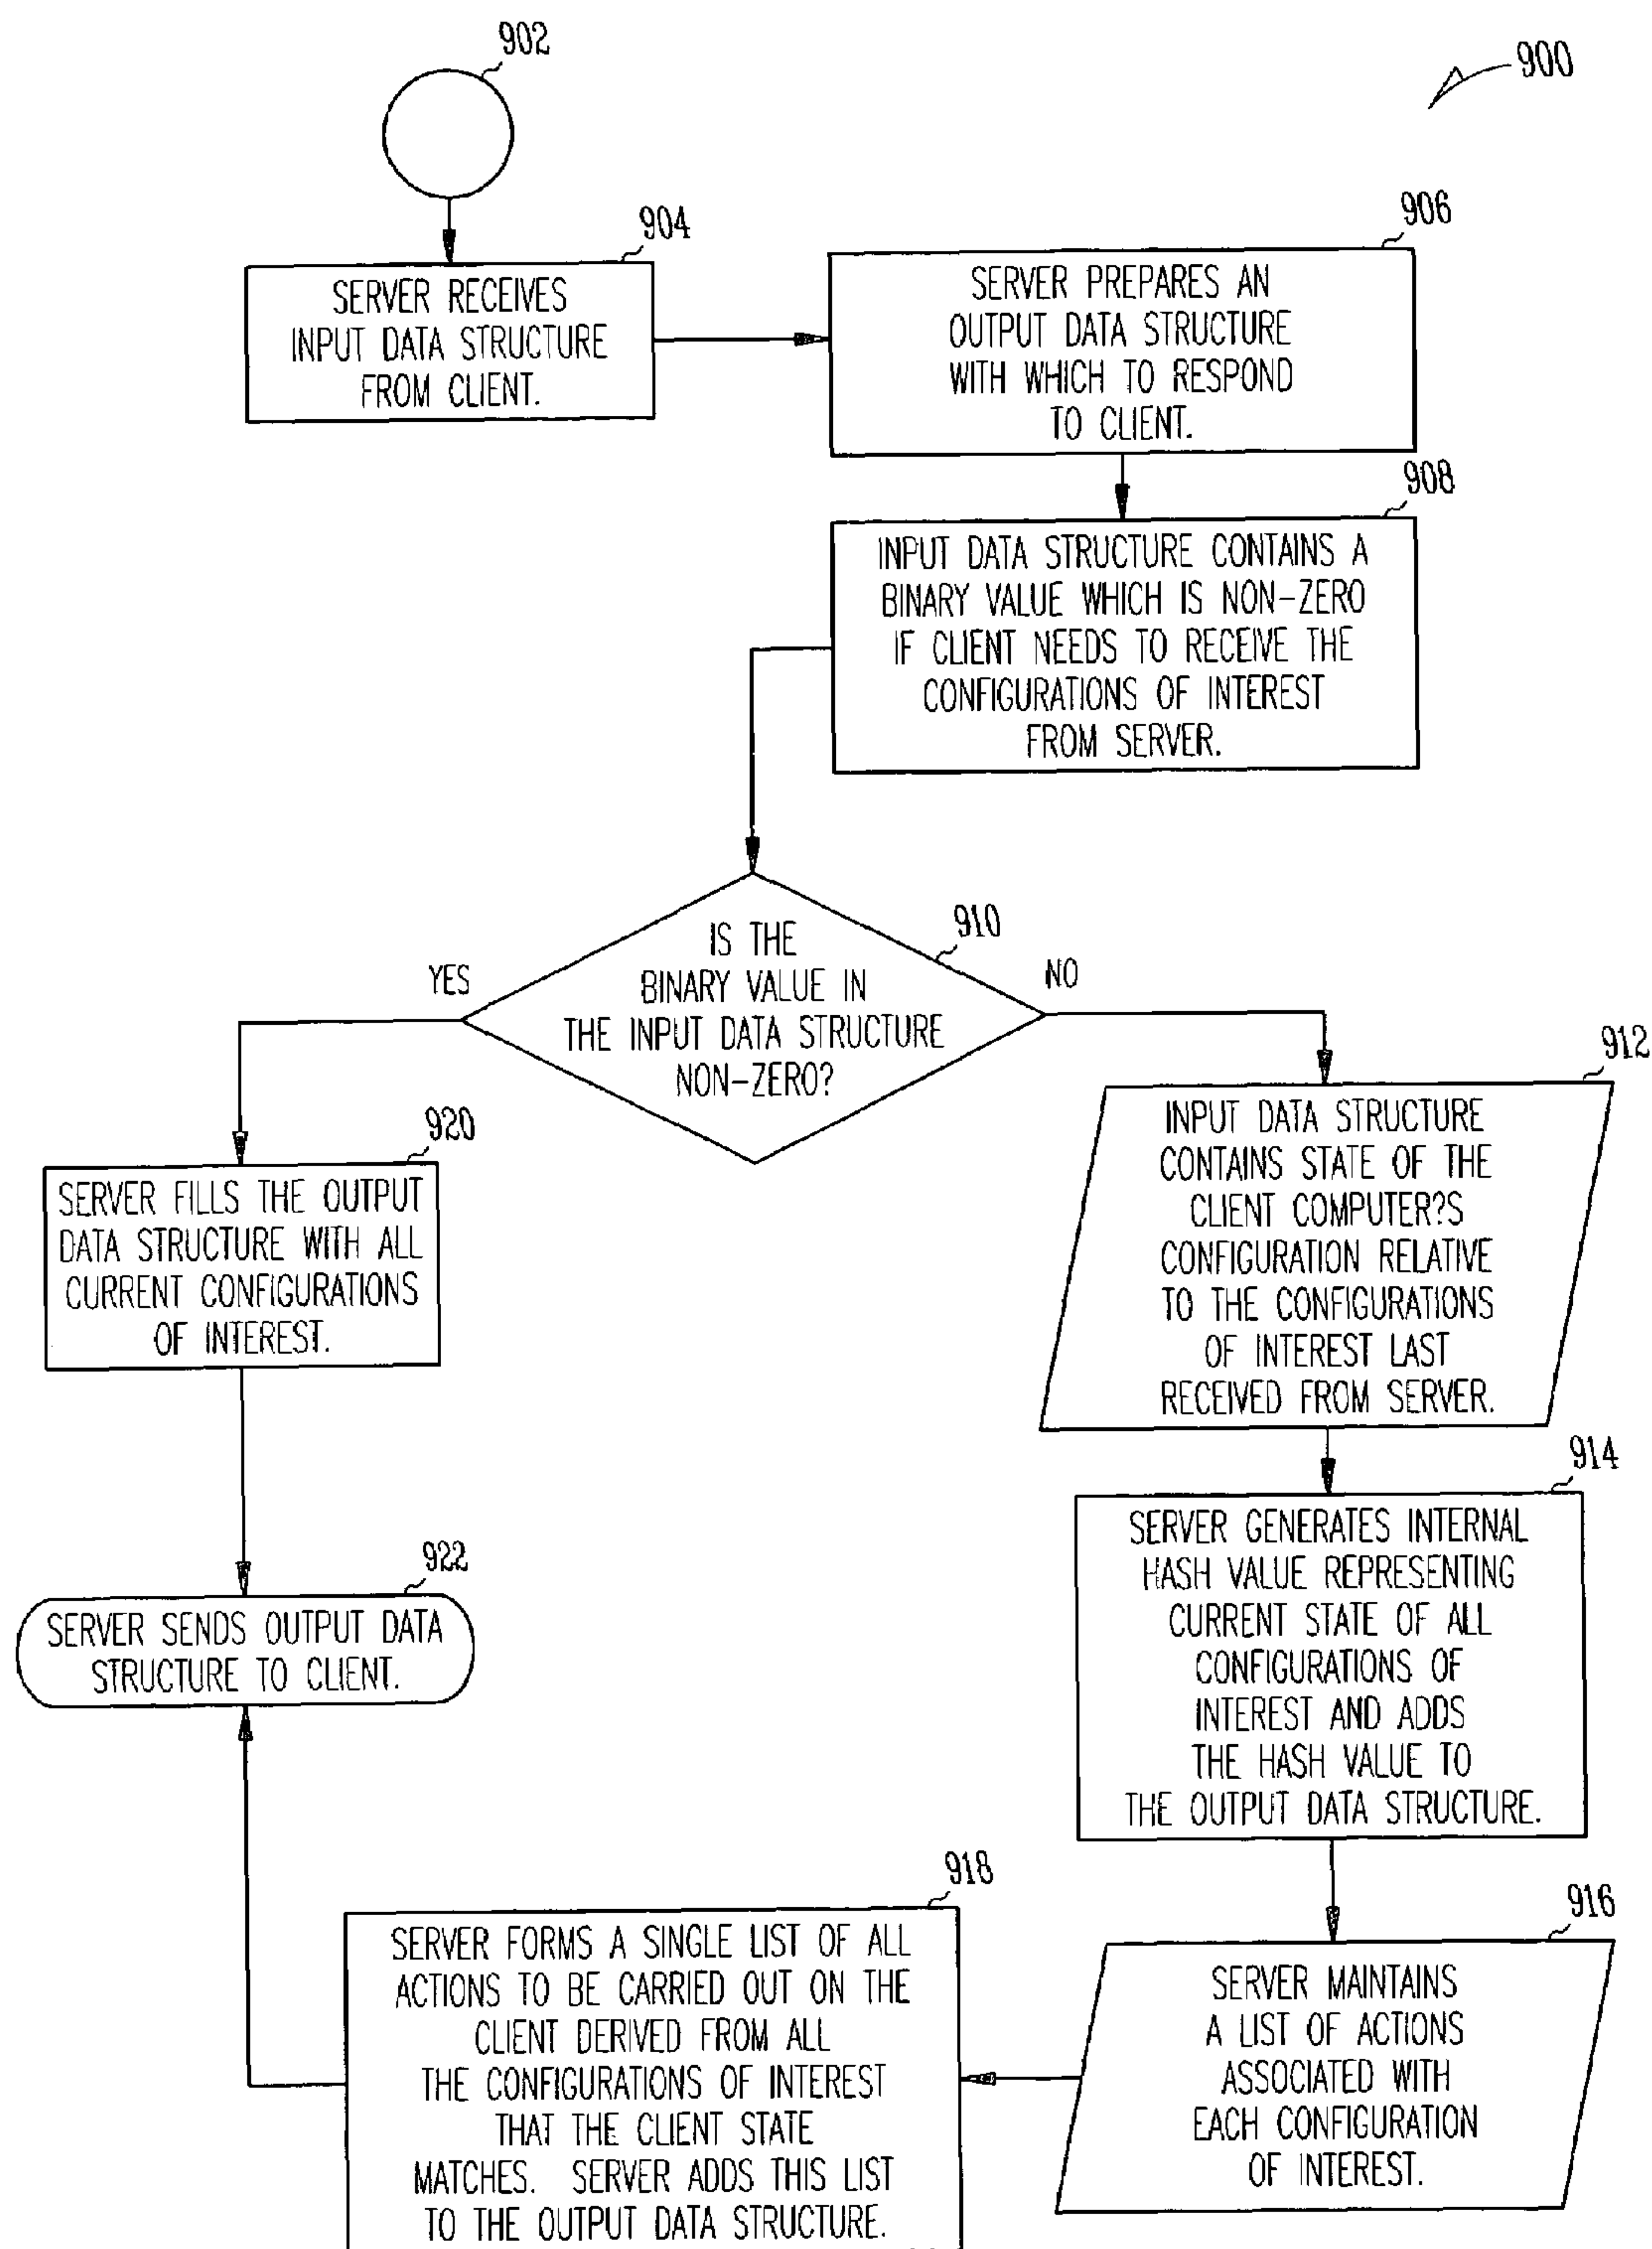 902
900
904
SERVER RECEIVES
INPUT DATA STRUCTURE
FROM CLIENT.
906
SERVER PREPARES AN
OUTPUT DATA STRUCTURE
WITH WHICH TO RESPOND
TO CLIENT.
908
INPUT DATA STRUCTURE CONTAINS A
BINARY VALUE WHICH IS NON-ZERO
IF CLIENT NEEDS TO RECEIVE THE
CONFIGURATIONS OF INTEREST
FROM SERVER.
910
IS THE
BINARY VALUE IN
THE INPUT DATA STRUCTURE
NON-ZERO?
YES
NO
912
INPUT DATA STRUCTURE
CONTAINS STATE OF THE
CLIENT COMPUTER?S
CONFIGURATION RELATIVE
TO THE CONFIGURATIONS
OF INTEREST LAST
RECEIVED FROM SERVER.
914
SERVER GENERATES INTERNAL
HASH VALUE REPRESENTING
CURRENT STATE OF ALL
CONFIGURATIONS OF
INTEREST AND ADDS
THE HASH VALUE TO
THE OUTPUT DATA STRUCTURE.
916
SERVER MAINTAINS
A LIST OF ACTIONS
ASSOCIATED WITH
EACH CONFIGURATION
OF INTEREST.
918
SERVER FORMS A SINGLE LIST OF ALL
ACTIONS TO BE CARRIED OUT ON THE
CLIENT DERIVED FROM ALL
THE CONFIGURATIONS OF INTEREST
THAT THE CLIENT STATE
MATCHES. SERVER ADDS THIS LIST
TO THE OUTPUT DATA STRUCTURE.
920
SERVER FILLS THE OUTPUT
DATA STRUCTURE WITH ALL
CURRENT CONFIGURATIONS
OF INTEREST.
922
SERVER SENDS OUTPUT DATA
STRUCTURE TO CLIENT.